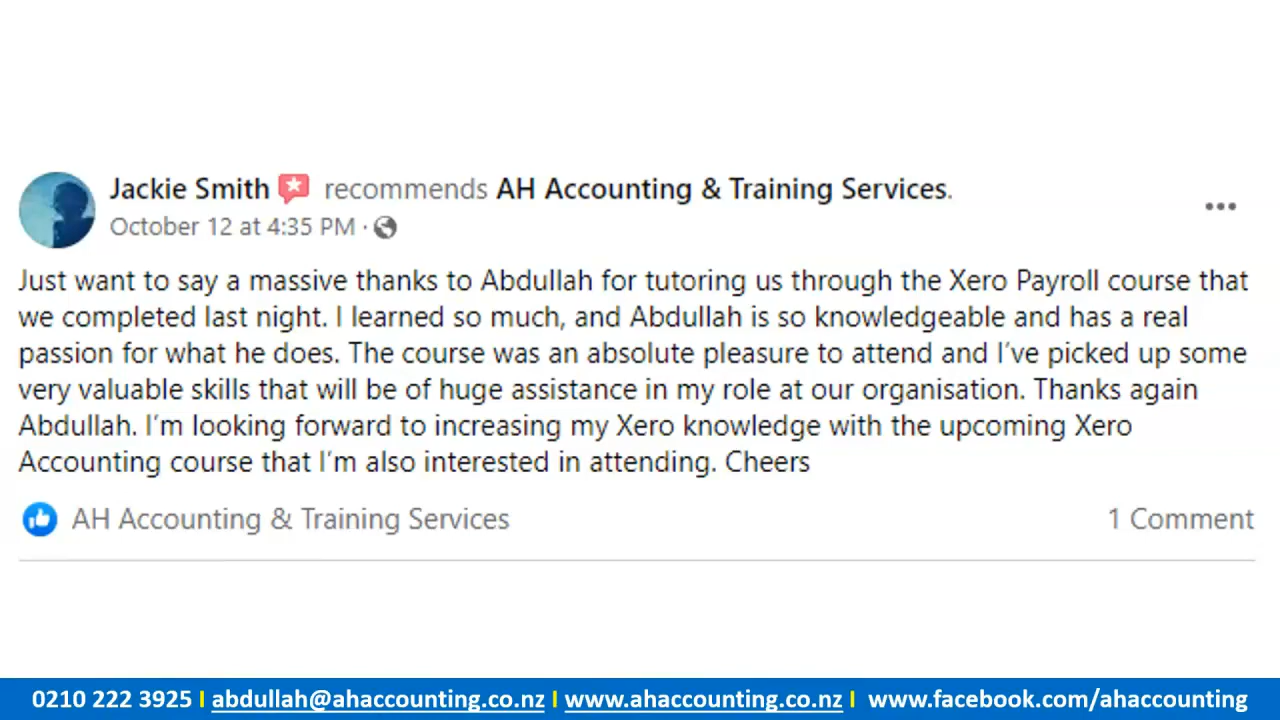 Jackie Smith recommends AH Accounting & Training Services.
October 12 at 4:35 PM ·
Just want to say a massive thanks to Abdullah for tutoring us through the Xero Payroll course that
we completed last night. I learned so much, and Abdullah is so knowledgeable and has a real
passion for what he does. The course was an absolute pleasure to attend and I've picked up some
very valuable skills that will be of huge assistance in my role at our organisation. Thanks again
Abdullah. I'm looking forward to increasing my Xero knowledge with the upcoming Xero
Accounting course that I'm also interested in attending. Cheers
AH Accounting & Training Services 1 Comment
0210 222 3925 I abdullah@ahaccounting.co.nz I www.ahaccounting.co.nz I www.facebook.com/ahaccounting